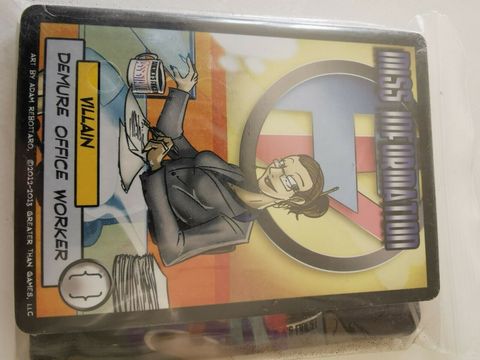 MISS INFORMATION
VILLAIN
DEMURE OFFICE WORKER
ART BY ADAM REBOTTARO, ©2011-2013 GREATER THAN GAMES, LLC